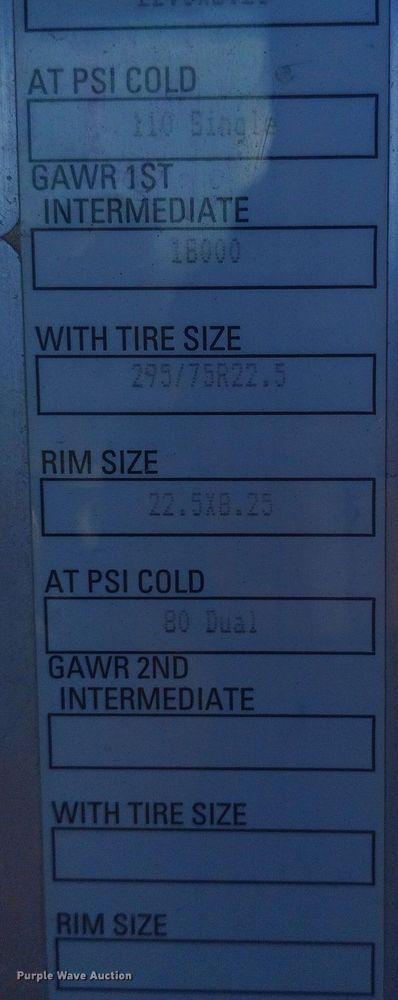 AT PSI COLD
110 Single
GAWR 1ST
INTERMEDIATE
18000
WITH TIRE SIZE
295/75R22.5
RIM SIZE
22.5X8.25
AT PSI COLD
80 Dual
GAWR 2ND
INTERMEDIATE
WITH TIRE SIZE
RIM SIZE
Purple Wave Auction